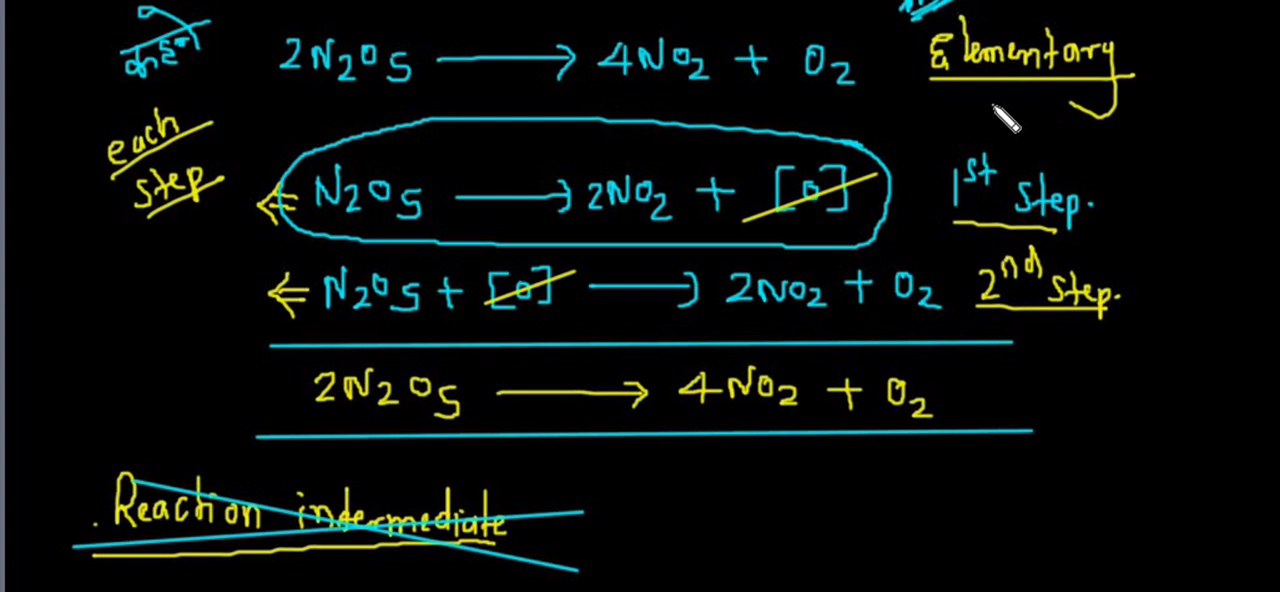 2N₂O₅ → 4NO₂ + O₂ Elementary
each
step
N₂O₅ → 2NO₂ + [O] 1st step.
N₂O₅ + [O] → 2NO₂ + O₂ 2nd step.
2N₂O₅ → 4NO₂ + O₂
. Reaction intermediate